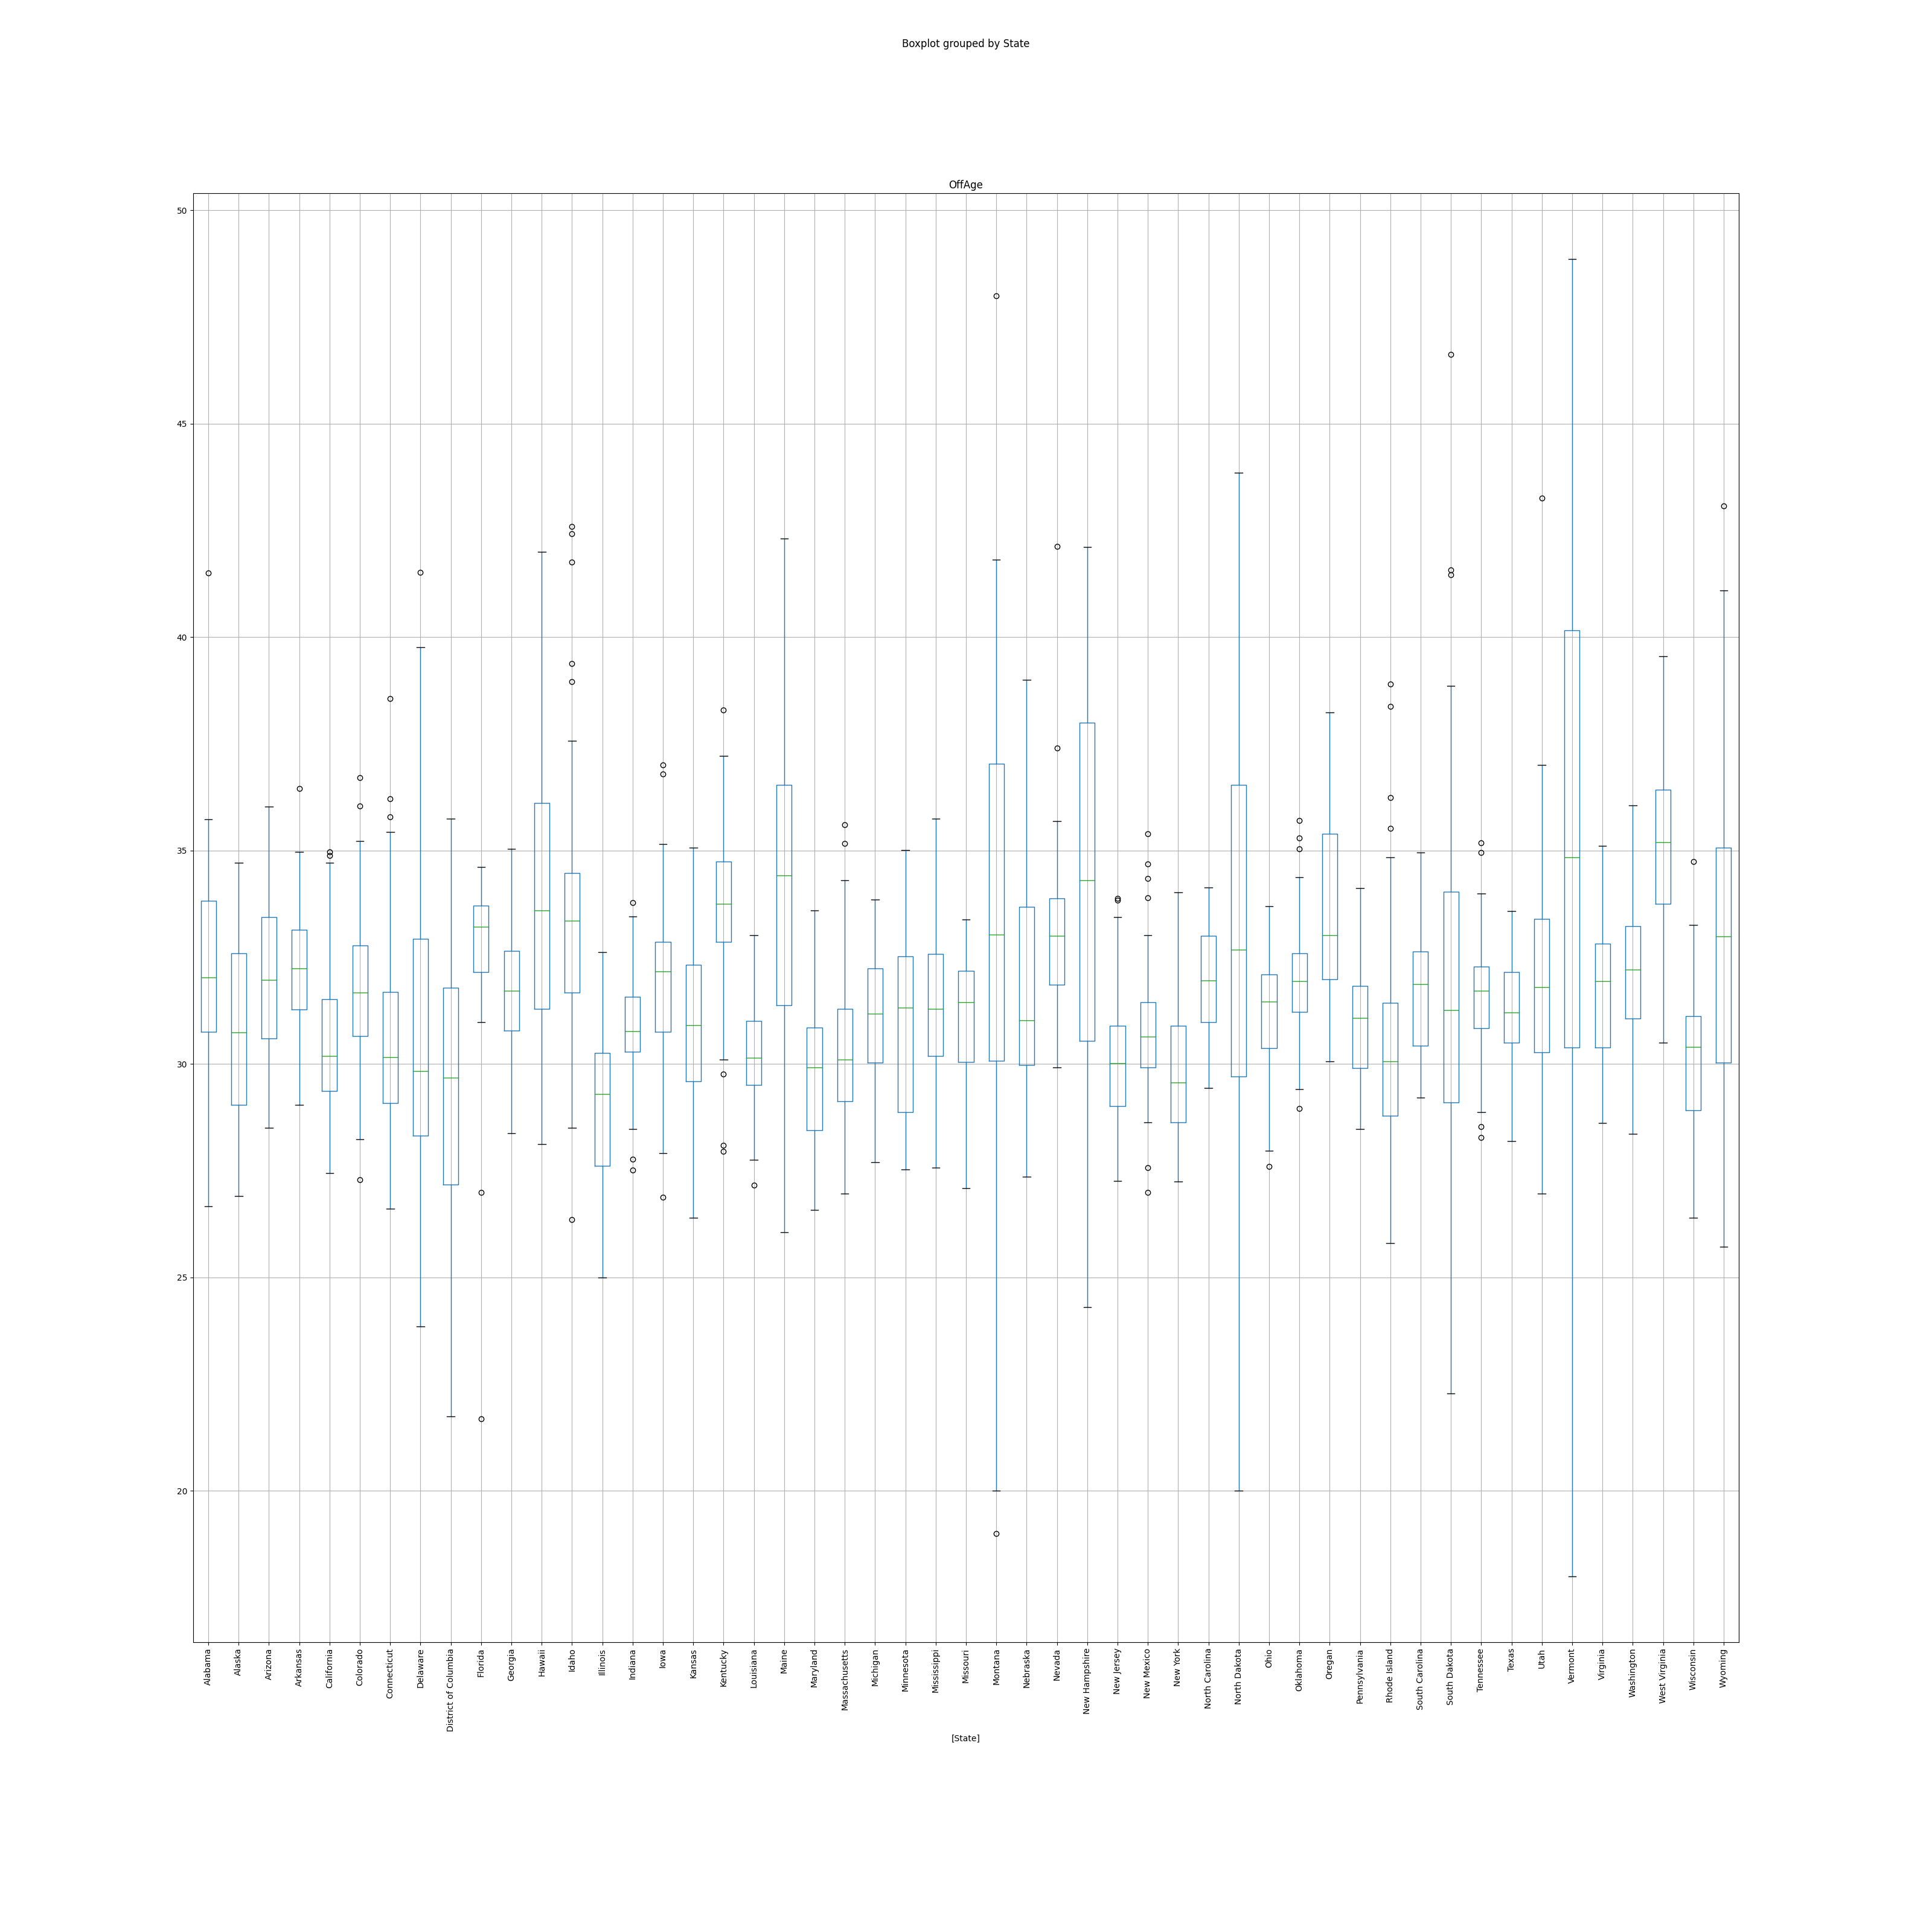 Boxplot grouped by State
OffAge
50
45
40
35
30
25
20
Alabama
Alaska
Arizona
Arkansas
California
Colorado
Connecticut
Delaware
District of Columbia
Florida
Georgia
Hawaii
Idaho
Illinois
Indiana
Iowa
Kansas
Kentucky
Louisiana
Maine
Maryland
Massachusetts
Michigan
Minnesota
Mississippi
Missouri
Montana
Nebraska
Nevada
New Hampshire
New Jersey
New Mexico
New York
North Carolina
North Dakota
Ohio
Oklahoma
Oregan
Pennsylvania
Rhode Island
South Carolina
South Dakota
Tennessee
Texas
Utah
Vermont
Virginia
Washington
West Virginia
Wisconsin
Wyoming
[State]